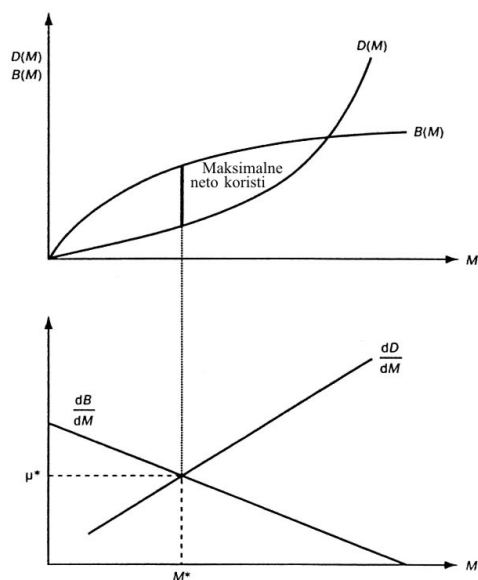 D(M)
B(M)
D(M)
B(M)
Maksimalne
neto koristi
M
dB
dM
dD
dM
μ*
M*
M